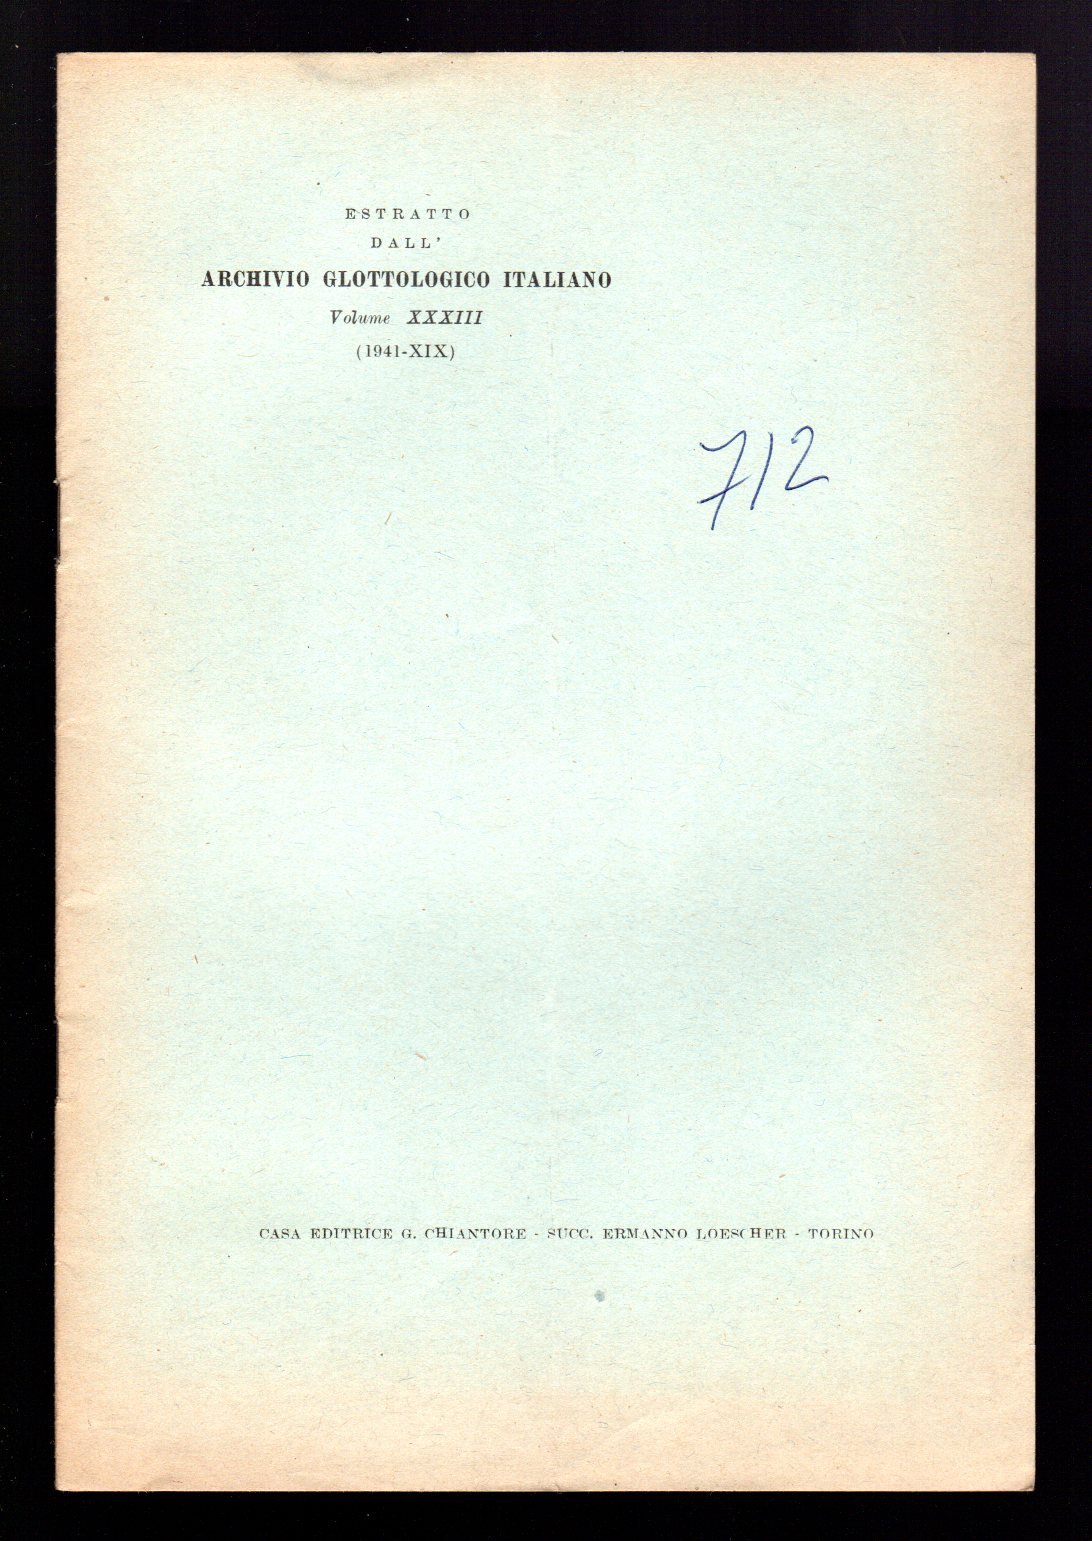 ESTRATTO
DALL'
ARCHIVIO GLOTTOLOGICO ITALIANO
Volume XXXIII
(1941-XIX)
712
CASA EDITRICE G. CHIANTORE - SUCC. ERMANNO LOESCHER - TORINO